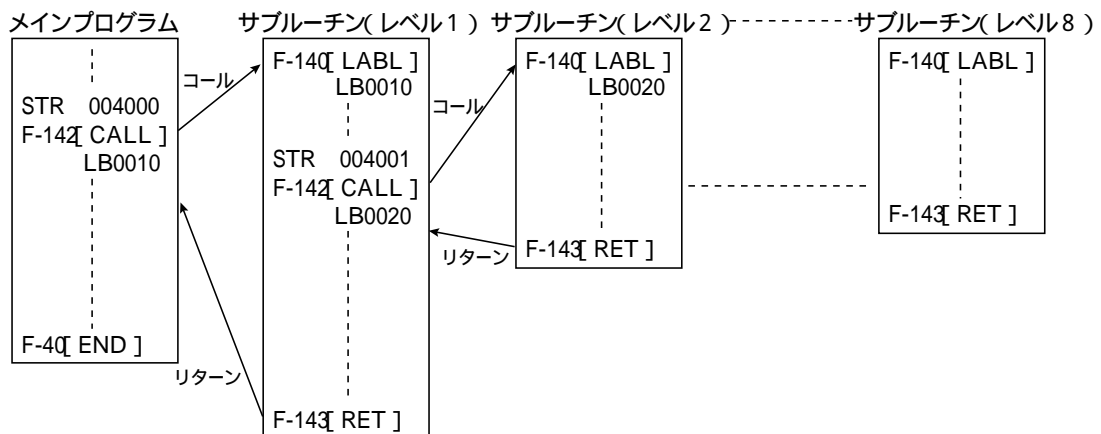 メインプログラム
STR 004000
F-142[ CALL ]
LB0010
F-40[ END ]
コール
リターン
サブルーチン(レベル1)
F-140[ LABL ]
LB0010
STR 004001
F-142[ CALL ]
LB0020
F-143[ RET ]
コール
リターン
サブルーチン(レベル2)
F-140[ LABL ]
LB0020
F-143[ RET ]
サブルーチン(レベル8)
F-140[ LABL ]
F-143[ RET ]